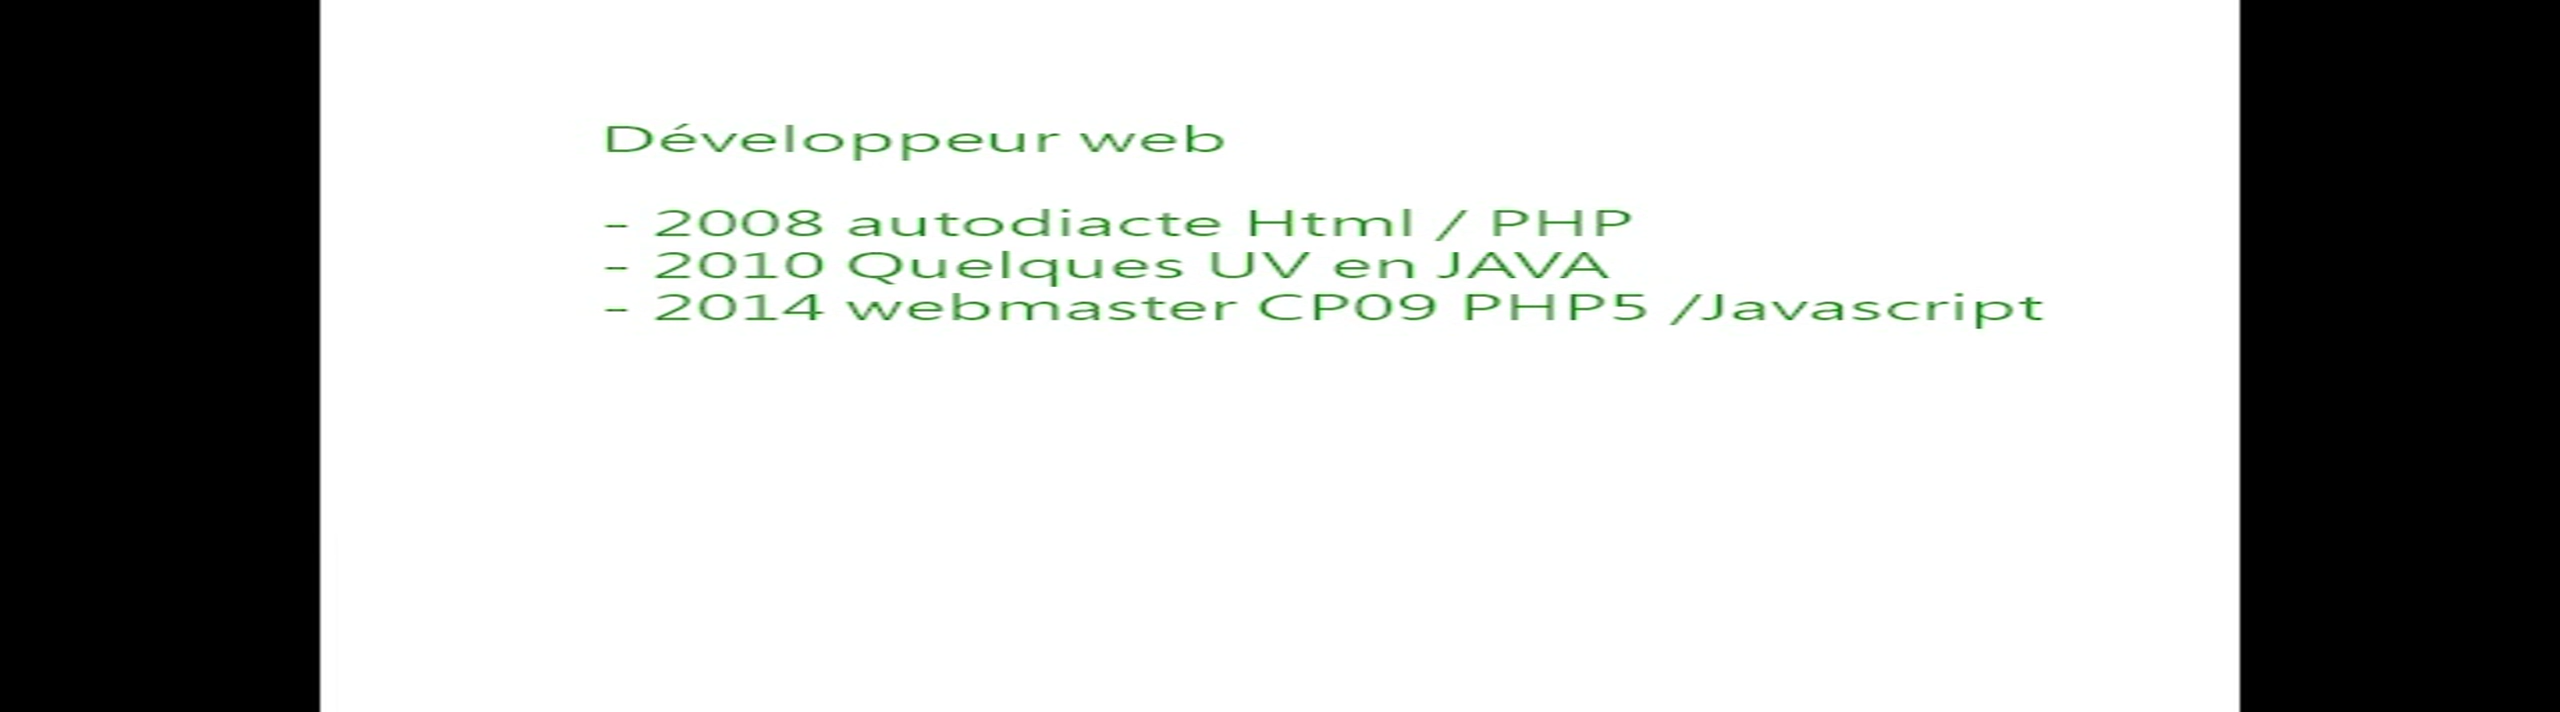 Développeur web
- 2008 autodiacte Html / PHP
- 2010 Quelques UV en JAVA
- 2014 webmaster CP09 PHP5 /Javascript